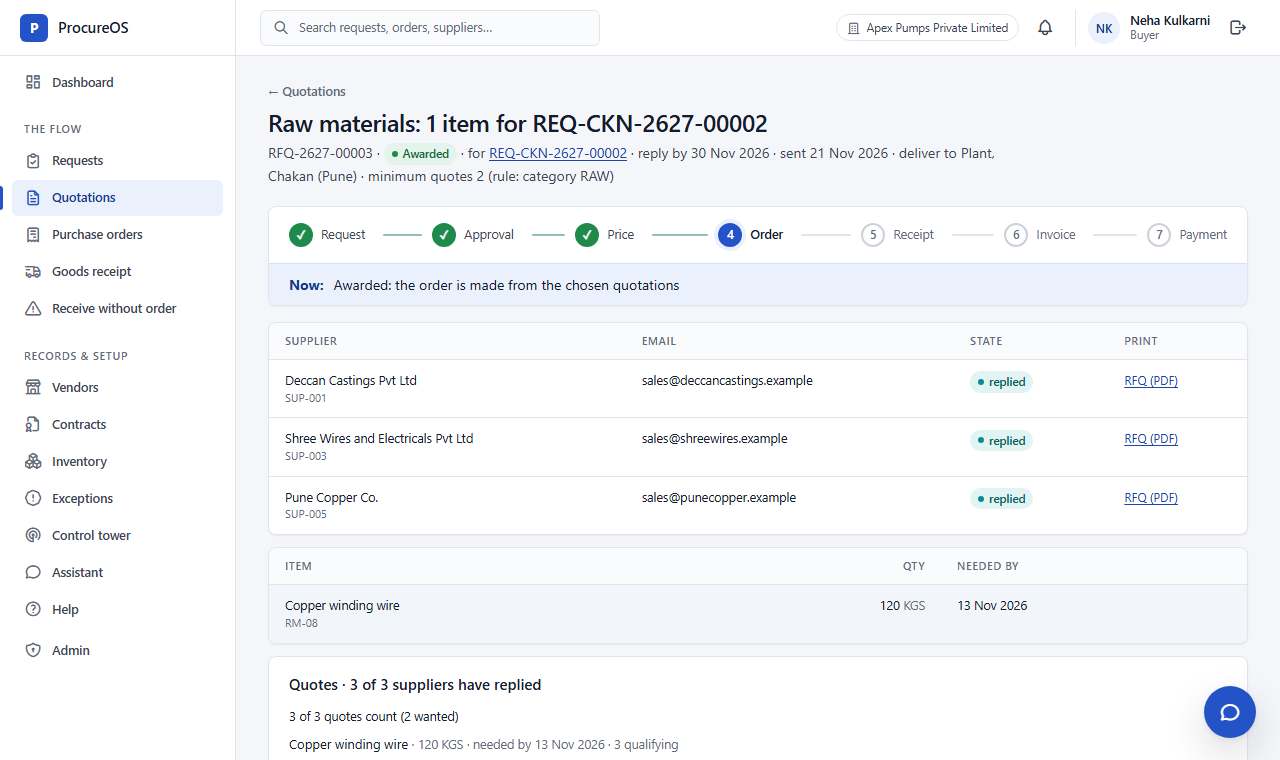 P ProcureOS
Search requests, orders, suppliers...
Apex Pumps Private Limited
NK
Neha Kulkarni
Buyer
Dashboard
THE FLOW
Requests
Quotations
Purchase orders
Goods receipt
Receive without order
RECORDS & SETUP
Vendors
Contracts
Inventory
Exceptions
Control tower
Assistant
Help
Admin
← Quotations
Raw materials: 1 item for REQ-CKN-2627-00002
RFQ-2627-00003 · Awarded · for REQ-CKN-2627-00002 · reply by 30 Nov 2026 · sent 21 Nov 2026 · deliver to Plant,
Chakan (Pune) · minimum quotes 2 (rule: category RAW)
Request Approval Price 4 Order 5 Receipt 6 Invoice 7 Payment
Now: Awarded: the order is made from the chosen quotations
SUPPLIER EMAIL STATE PRINT
Deccan Castings Pvt Ltd sales@deccancastings.example replied RFQ (PDF)
SUP-001
Shree Wires and Electricals Pvt Ltd sales@shreewires.example replied RFQ (PDF)
SUP-003
Pune Copper Co. sales@punecopper.example replied RFQ (PDF)
SUP-005
ITEM QTY NEEDED BY
Copper winding wire 120 KGS 13 Nov 2026
RM-08
Quotes · 3 of 3 suppliers have replied
3 of 3 quotes count (2 wanted)
Copper winding wire · 120 KGS · needed by 13 Nov 2026 · 3 qualifying